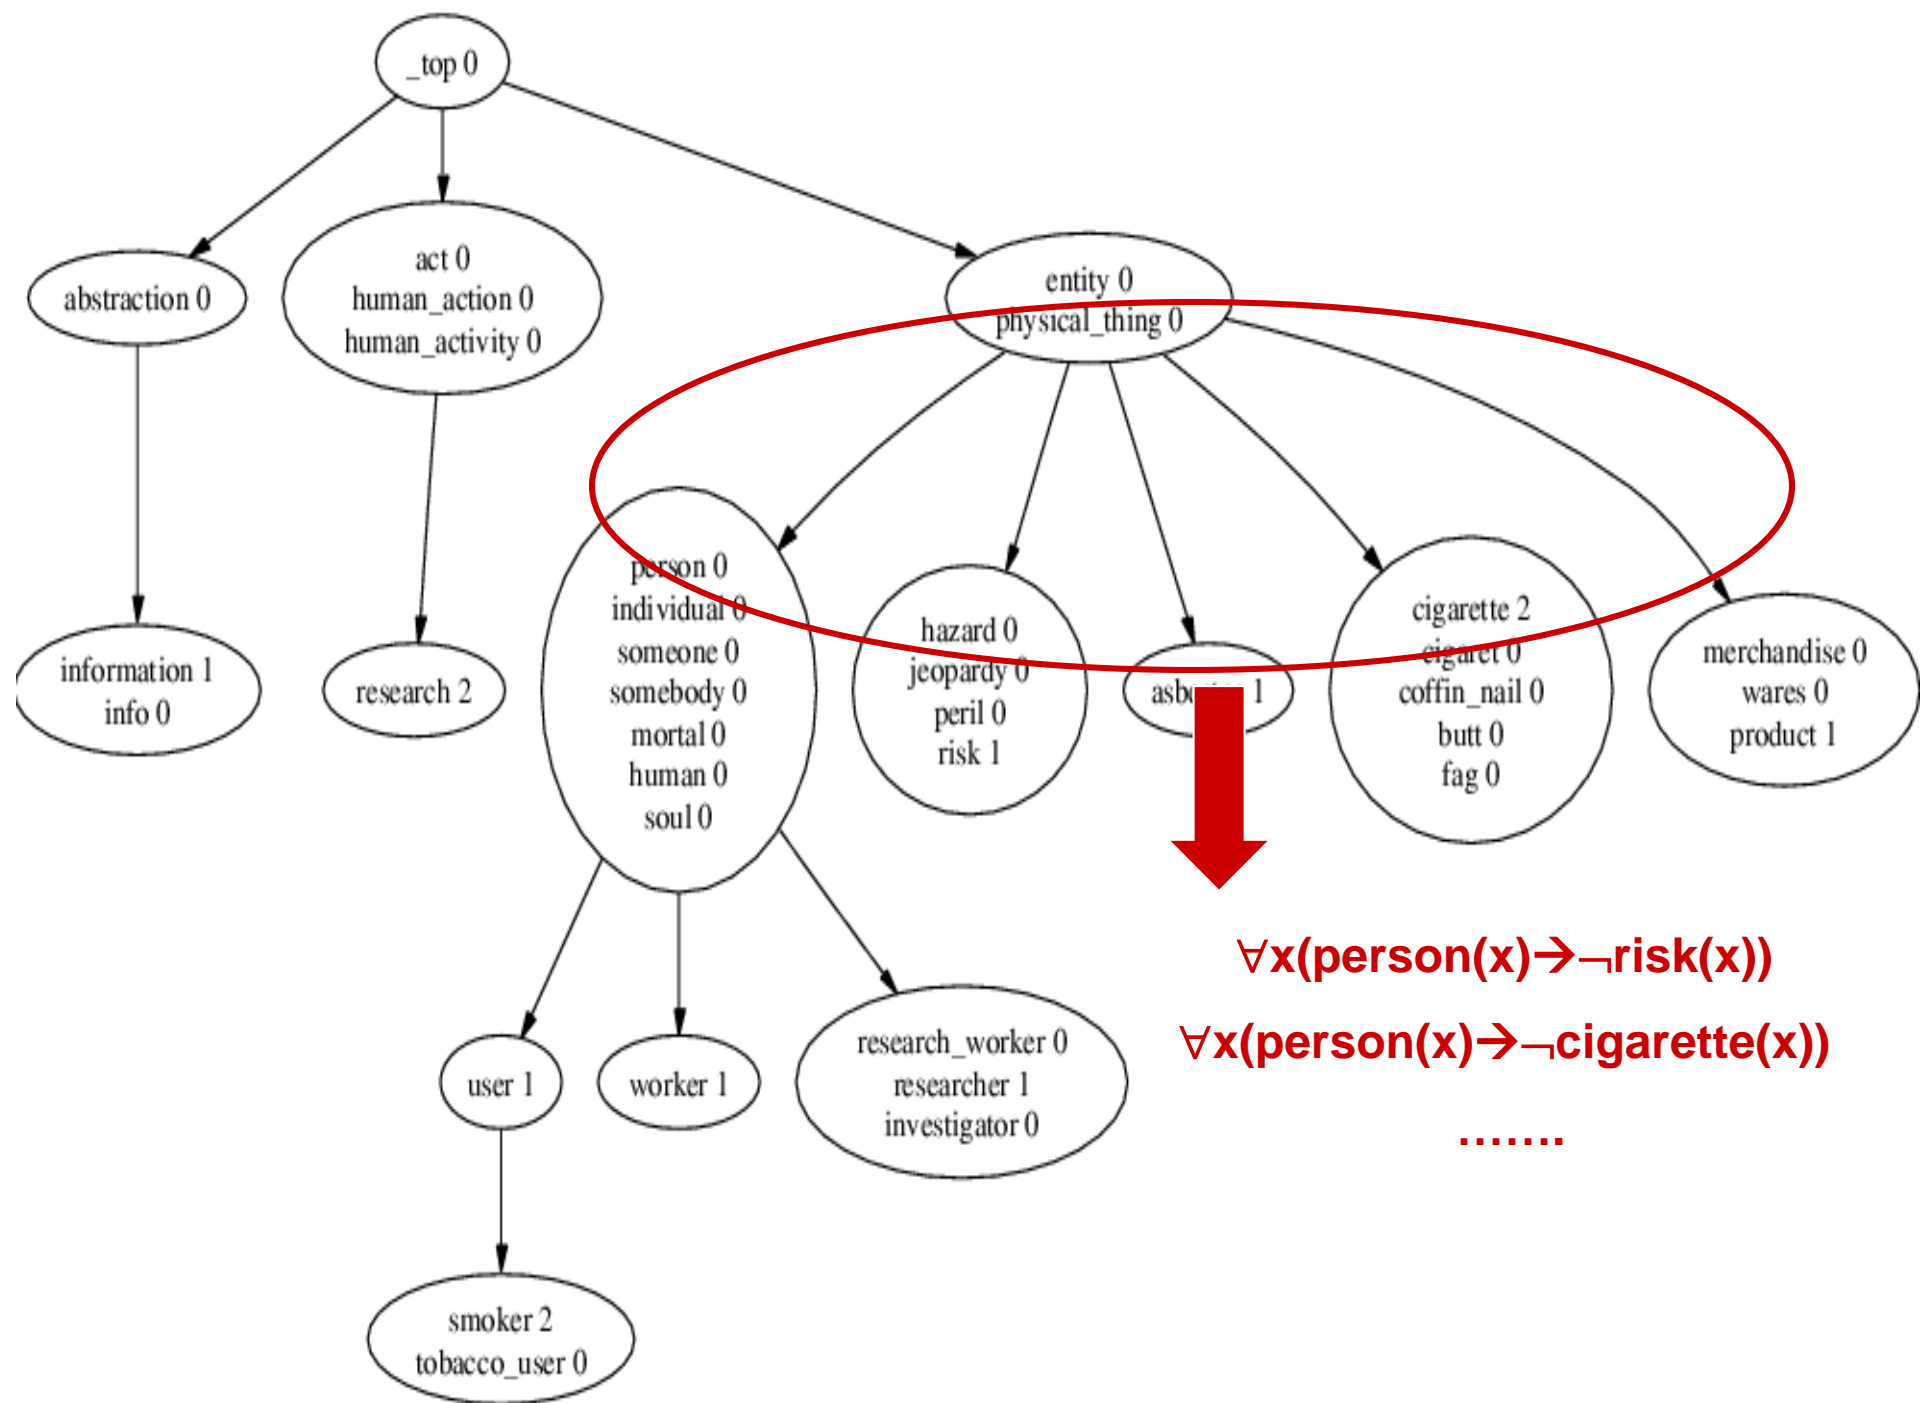 _top 0
abstraction 0
act 0
human_action 0
human_activity 0
entity 0
physical_thing 0
information 1
info 0
research 2
person 0
individual 0
someone 0
somebody 0
mortal 0
human 0
soul 0
hazard 0
jeopardy 0
peril 0
risk 1
1
cigarette 2
cigaret 0
coffin_nail 0
butt 0
fag 0
merchandise 0
wares 0
product 1
user 1
worker 1
research_worker 0
researcher 1
investigator 0
smoker 2
tobacco_user 0
∀x(person(x)→¬risk(x))
∀x(person(x)→¬cigarette(x))
.......